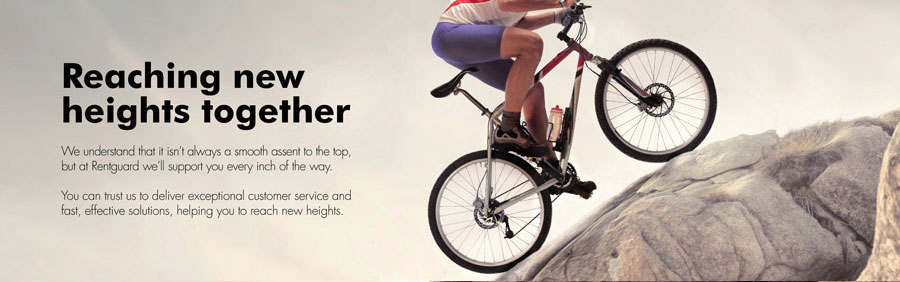 Reaching new
heights together
We understand that it isn't always a smooth assent to the top,
but at Rentguard we'll support you every inch of the way.
You can trust us to deliver exceptional customer service and
fast, effective solutions, helping you to reach new heights.